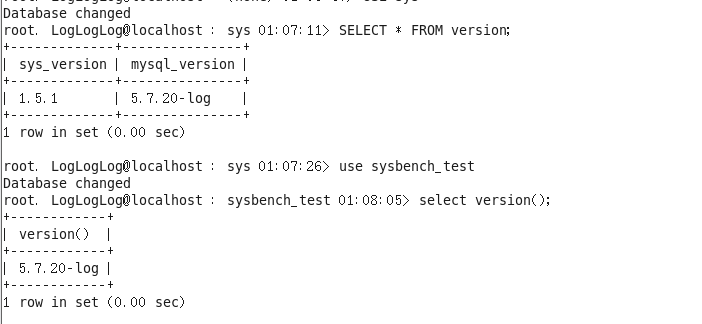 Database changed
root. LogLogLog@localhost : sys 01:07:11> SELECT * FROM version;
+-------------+---------------+
| sys_version | mysql_version |
+-------------+---------------+
| 1.5.1       | 5.7.20-log    |
+-------------+---------------+
1 row in set (0.00 sec)

root. LogLogLog@localhost : sys 01:07:26> use sysbench_test
Database changed
root. LogLogLog@localhost : sysbench_test 01:08:05> select version();
+------------+
| version()  |
+------------+
| 5.7.20-log |
+------------+
1 row in set (0.00 sec)